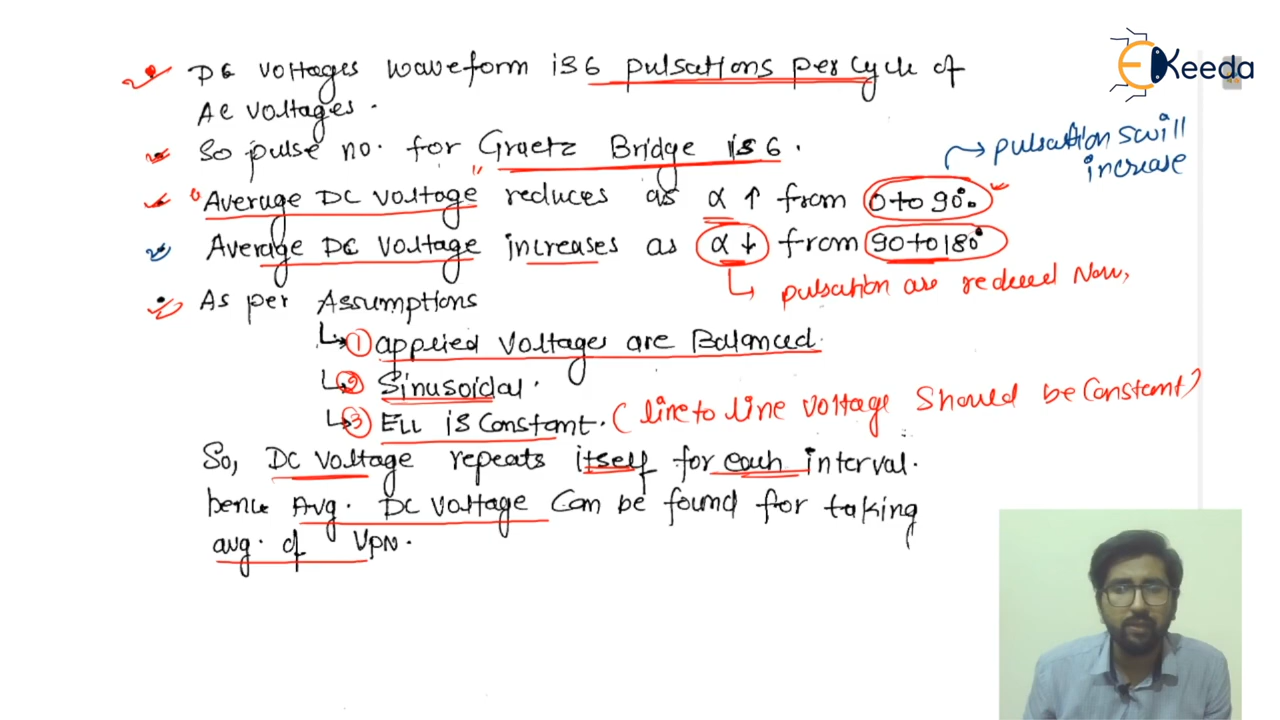 EKeeda
DC voltages waveform is 6 pulsations per cycle of
AC voltages.
So pulse no. for Graetz Bridge is 6.
pulsation swill
increase
"Average DC voltage" reduces as α ↑ from 0 to 90°.
Average DC voltage increases as α ↓ from 90 to 180°
pulsation are reduced Now,
As per Assumptions
① applied voltages are Balanced.
② Sinusoidal.
③ ELL is Constant. (line to line voltage should be Constant)
So, DC voltage repeats itself for each interval.
hence Avg. DC voltage Can be found for taking
avg. of VPN.